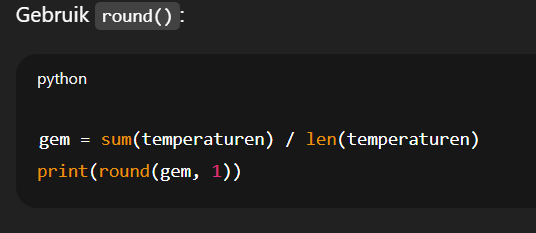 Gebruik round():
python
gem = sum(temperaturen) / len(temperaturen)
print(round(gem, 1))